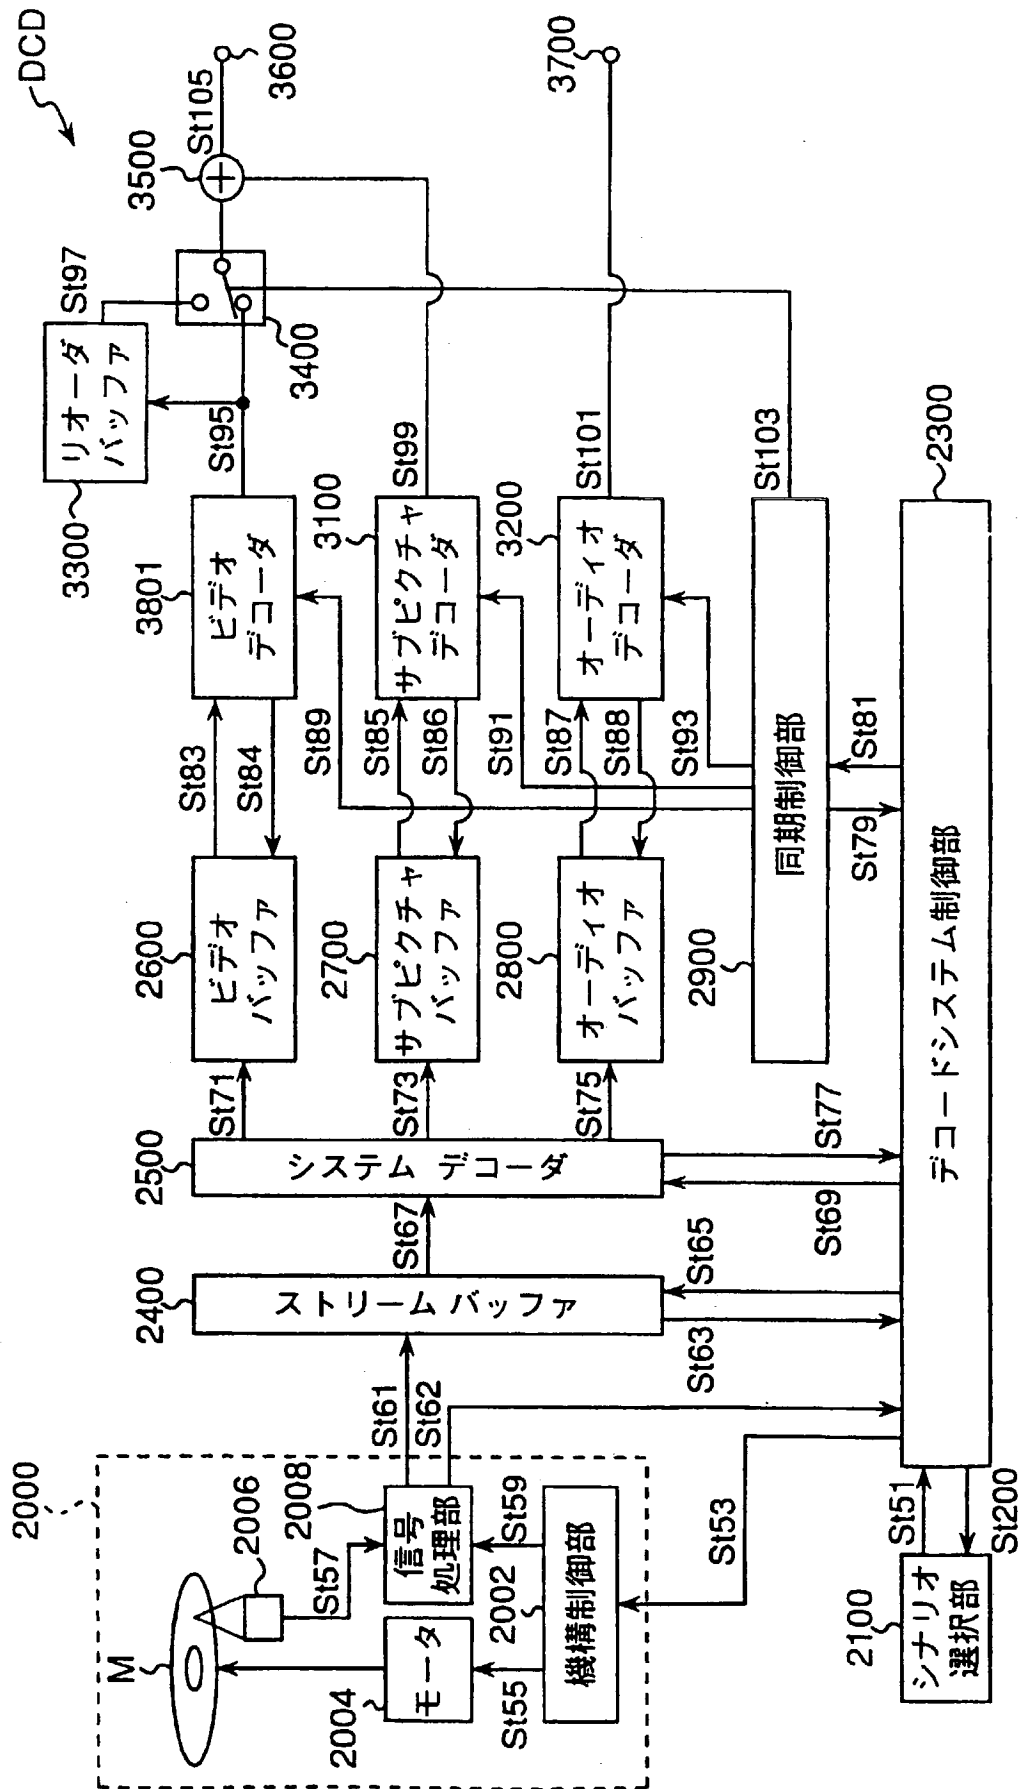 DCD
2000
M
2006
St57
2004
モータ
2008
信号
処理部
St55
2002
St59
機構制御部
St61
St62
St53
2100
シナリオ
選択部
St51
St200
2400
ストリーム バッファ
St63
St65
St67
2500
システム デコーダ
St69
St77
St71
St73
St75
2600
ビデオ
バッファ
2700
サブピクチャ
バッファ
2800
オーディオ
バッファ
St83
St84
St85
St86
St87
St88
St89
St91
St93
3801
ビデオ
デコーダ
3100
サブピクチャ
デコーダ
3200
オーディオ
デコーダ
2900
同期制御部
St79
St81
2300
デコードシステム制御部
3300
リオーダ
バッファ
St95
St97
St99
St101
St103
3400
3500
St105
3600
3700